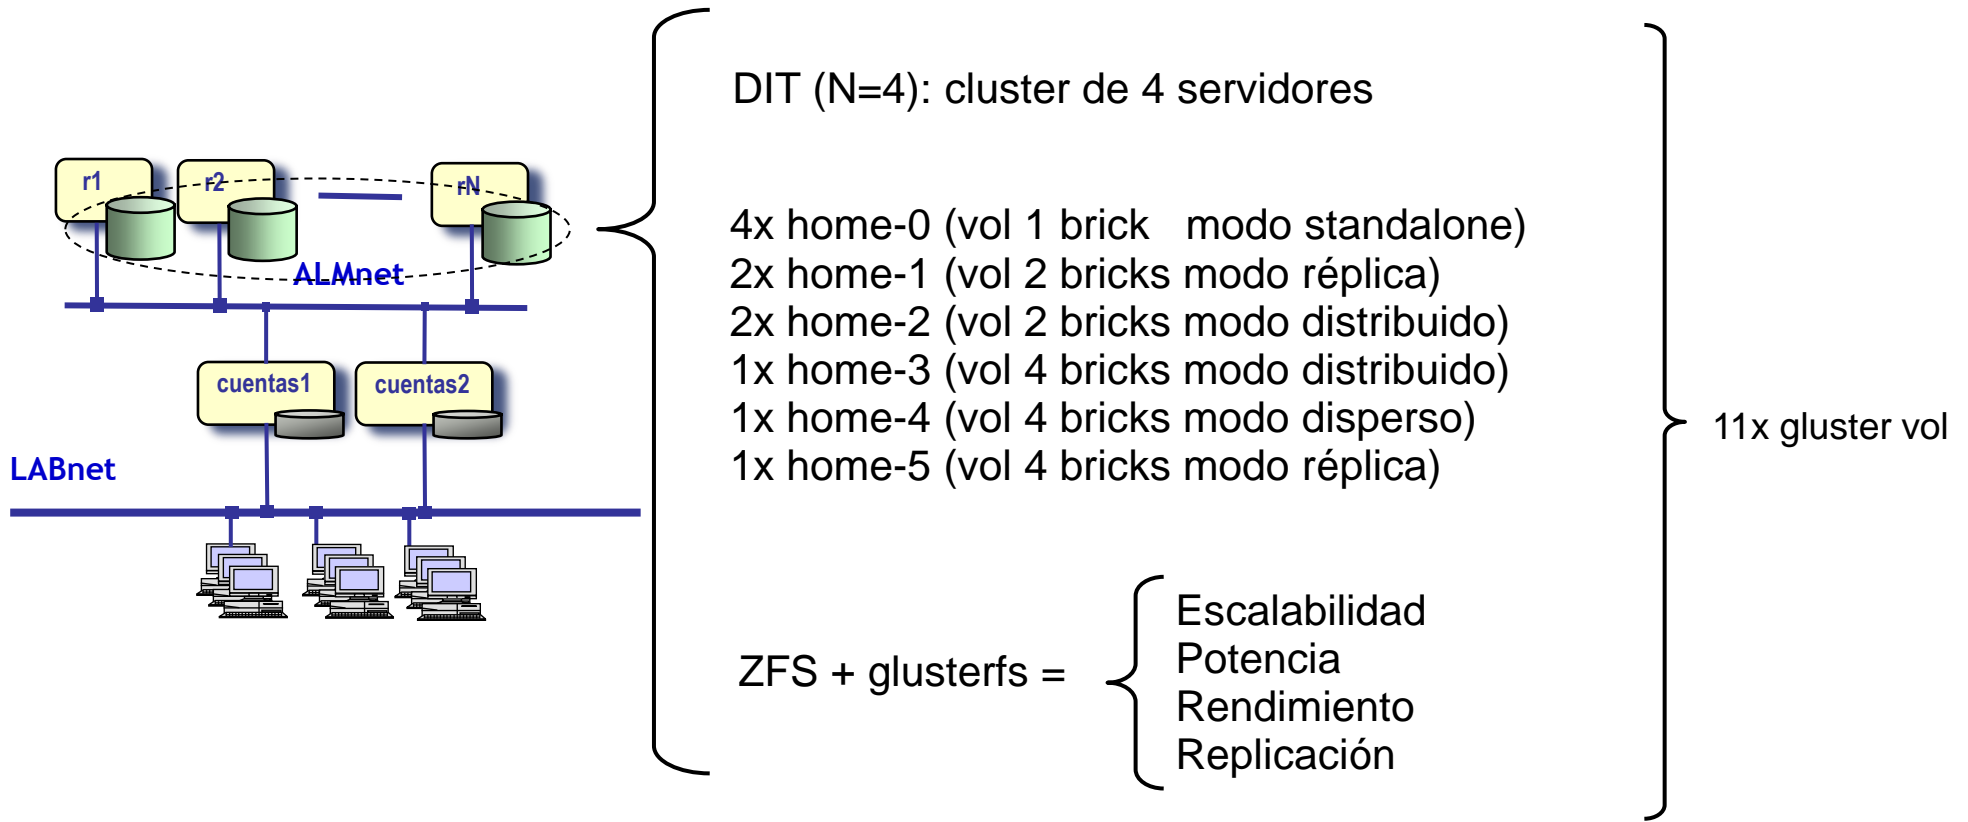 r1
r2
rN
ALMnet
cuentas1
cuentas2
LABnet
DIT (N=4): cluster de 4 servidores
4x home-0 (vol 1 brick modo standalone)
2x home-1 (vol 2 bricks modo réplica)
2x home-2 (vol 2 bricks modo distribuido)
1x home-3 (vol 4 bricks modo distribuido)
1x home-4 (vol 4 bricks modo disperso)
1x home-5 (vol 4 bricks modo réplica)
ZFS + glusterfs =
Escalabilidad
Potencia
Rendimiento
Replicación
11x gluster vol